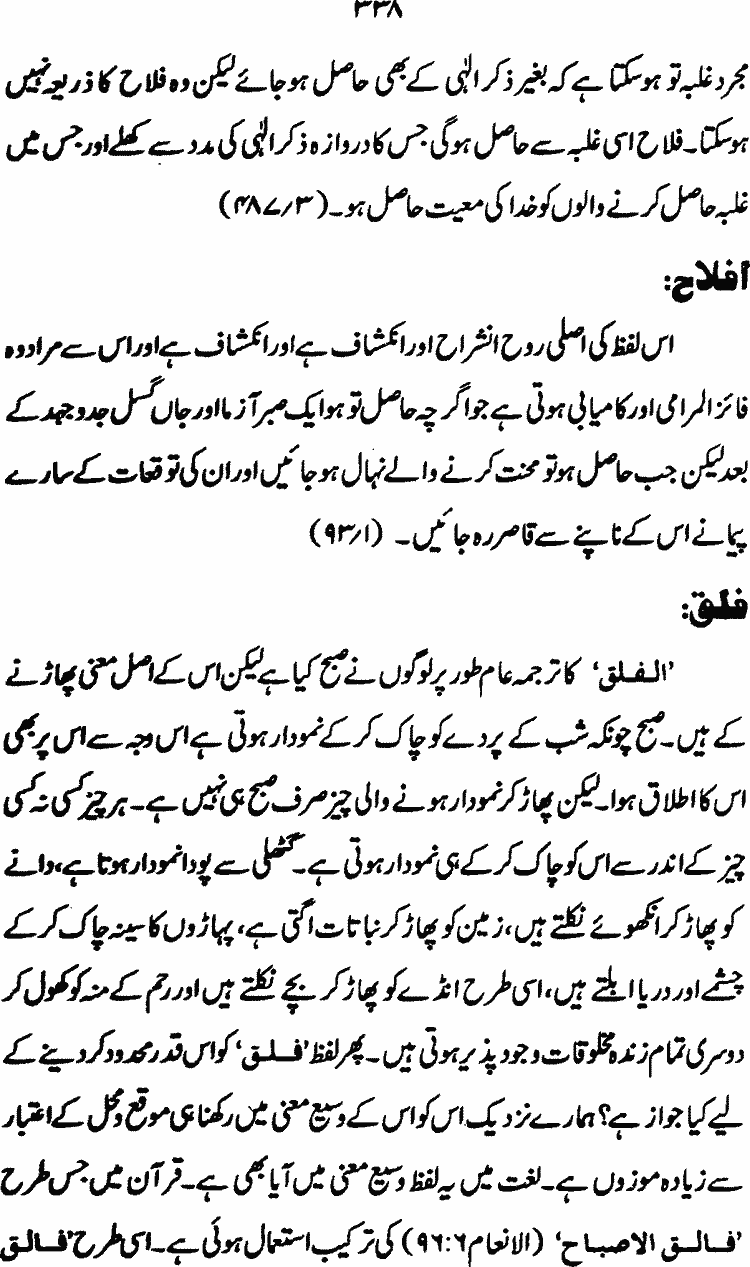 ۳۳۸
مجرد غلبہ تو ہوسکتا ہے کہ بغیر ذکر الٰہی کے بھی حاصل ہوجائے لیکن وہ فلاح کا ذریعہ نہیں
ہوسکتا۔ فلاح اسی غلبہ سے حاصل ہوگی جس کا دروازہ ذکر الٰہی کی مدد سے کھلے اور جس میں
غلبہ حاصل کرنے والوں کو خدا کی معیت حاصل ہو۔ (۴۸۷/۳)
افلاح:
اس لفظ کی اصلی روح انشراح اور انکشاف ہے اور انکشاف ہے اور اس سے مراد وہ
فائز المرامی اور کامیابی ہوتی ہے جو اگرچہ حاصل تو ہو ایک صبر آزما اور جاں گسل جدوجہد کے
بعد لیکن جب حاصل ہو تو محنت کرنے والے نہال ہوجائیں اور ان کی توقعات کے سارے
پیمانے اس کے ناپنے سے قاصر رہ جائیں۔ (۹۳/۱)
فلق:
’الفلق‘ کا ترجمہ عام طور پر لوگوں نے صبح کیا ہے لیکن اس کے اصل معنی پھاڑنے
کے ہیں۔ صبح چونکہ شب کے پردے کو چاک کر کے نمودار ہوتی ہے اس وجہ سے اس پر بھی
اس کا اطلاق ہوا۔ لیکن پھاڑ کر نمودار ہونے والی چیز صرف صبح ہی نہیں ہے۔ ہر چیز کسی نہ کسی
چیز کے اندر سے اس کو چاک کر کے ہی نمودار ہوتی ہے۔ گٹھلی سے پودا نمودار ہوتا ہے، دانے
کو پھاڑ کر انکھوئے نکلتے ہیں، زمین کو پھاڑ کر نباتات اگتی ہے، پہاڑوں کا سینہ چاک کر کے
چشمے اور دریا ابلتے ہیں، اسی طرح انڈے کو پھاڑ کر بچے نکلتے ہیں اور رحم کے منہ کو کھول کر
دوسری تمام زندہ مخلوقات وجود پذیر ہوتی ہیں۔ پھر لفظ ’فلق‘ کو اس قدر محدود کر دینے کے
لیے کیا جواز ہے؟ ہمارے نزدیک اس کو اس کے وسیع معنی میں رکھنا ہی موقع و محل کے اعتبار
سے زیادہ موزوں ہے۔ لغت میں یہ لفظ وسیع معنی میں آیا بھی ہے۔ قرآن میں جس طرح
’فالق الاصباح‘ (الانعام ۹۶:۶) کی ترکیب استعمال ہوئی ہے۔ اسی طرح ’فالق